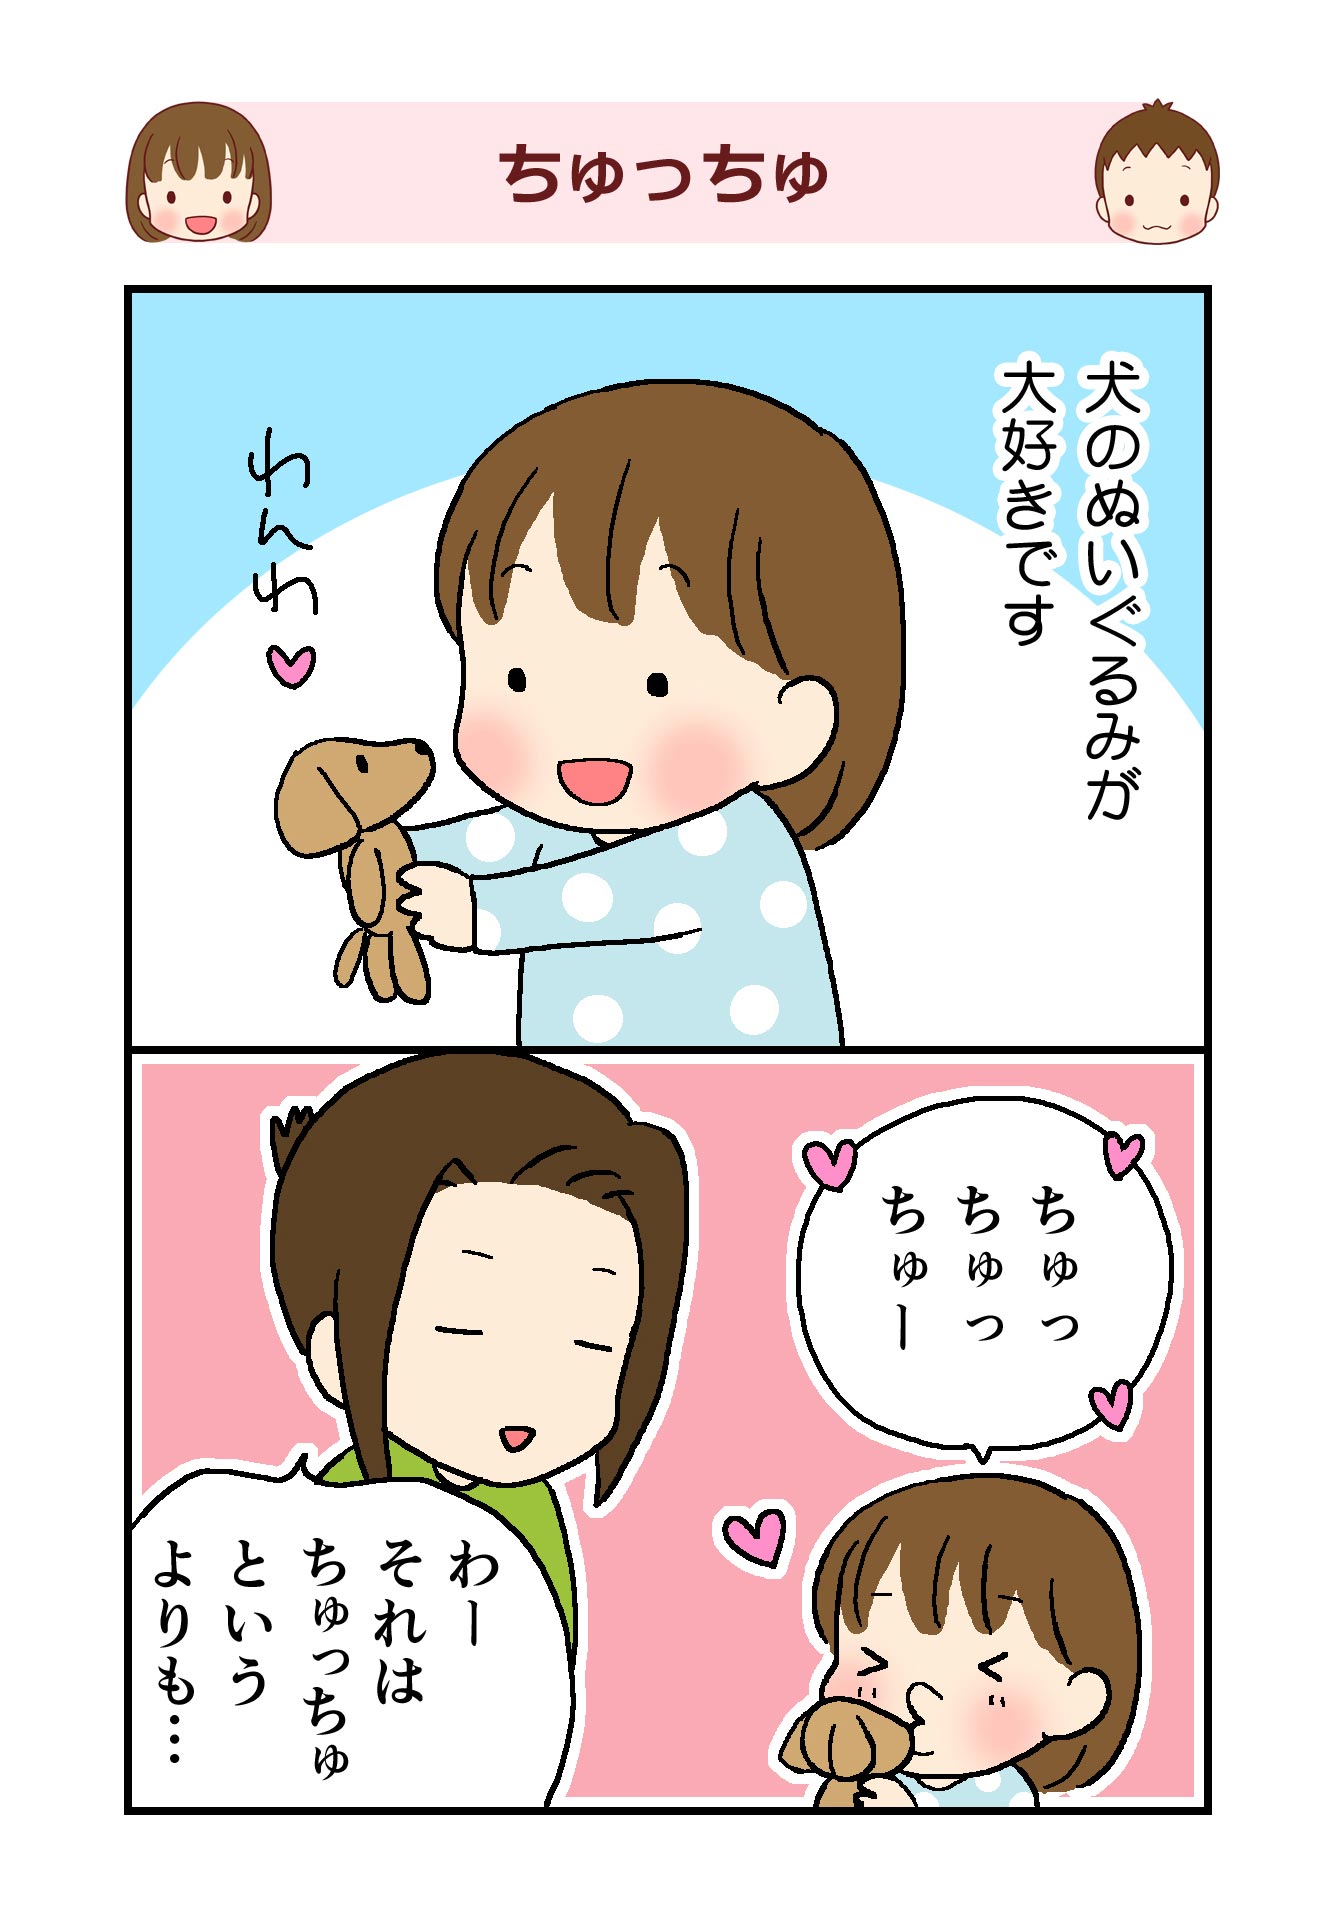 ちゅっちゅ
犬のぬいぐるみが
大好きです
わんわ
ちゅっ
ちゅっ
ちゅー
わー
それは
ちゅっちゅ
という
よりも…